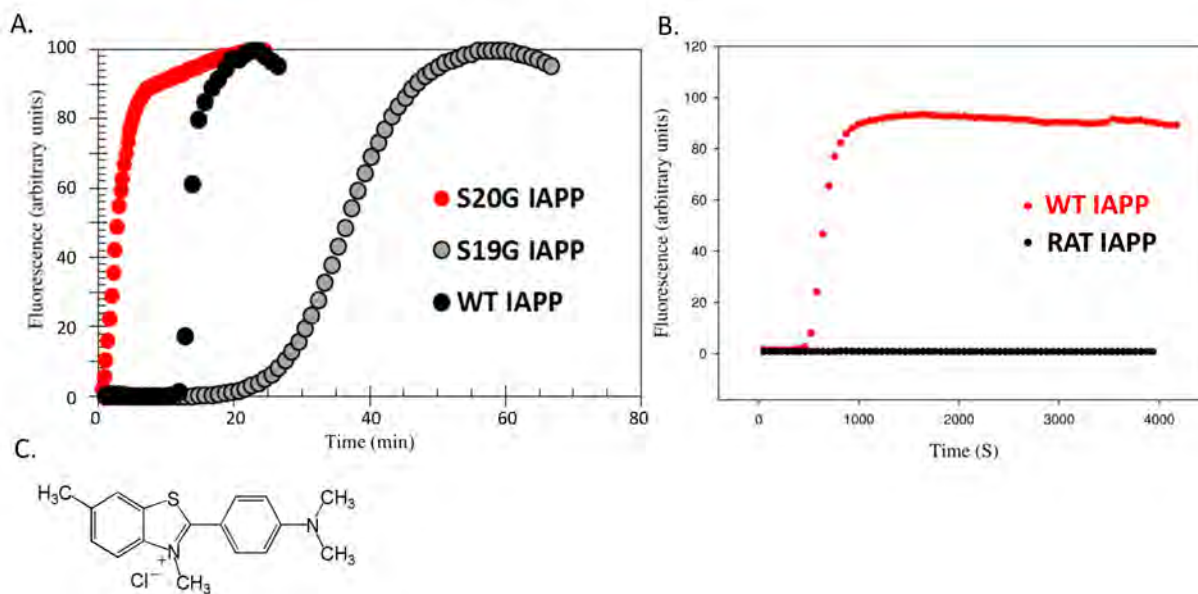 A.
Fluorescence (arbitrary units)
100
80
60
40
20
0
0
20
40
60
80
Time (min)
S20G IAPP
S19G IAPP
WT IAPP
B.
Fluorescence (arbitrary units)
120
100
80
60
40
20
0
0
1000
2000
3000
4000
Time (S)
WT IAPP
RAT IAPP
C.
H₃C
S
N
+
CH₃
Cl⁻
N
CH₃
CH₃